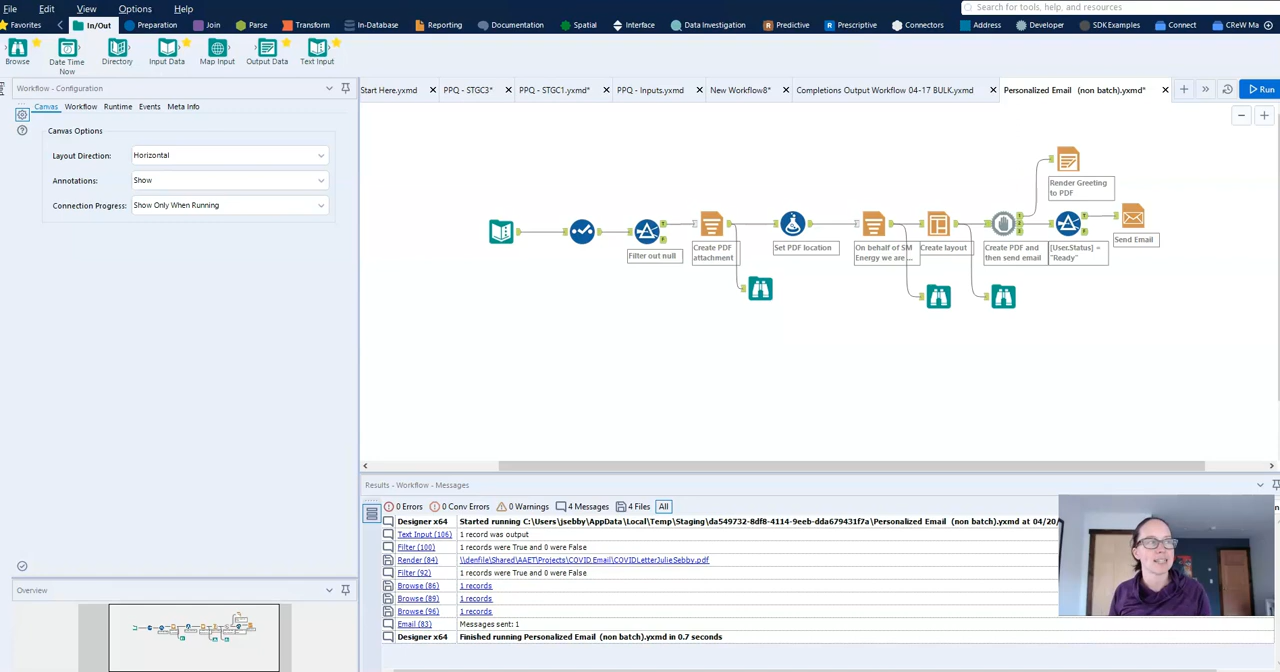 File Edit View Options Help
Search for tools, help, and resources
Favorites In/Out Preparation Join Parse Transform In-Database Reporting Documentation Spatial Interface Data Investigation Predictive Prescriptive Connectors Address Developer SDK Examples Connect CReW Ma
Browse Date Time Now Directory Input Data Map Input Output Data Text Input
Workflow - Configuration
Start Here.yxmd PPQ - STGC3* PPQ - STGC1.yxmd* PPQ - Inputs.yxmd New Workflow8* Completions Output Workflow 04-17 BULK.yxmd Personalized Email (non batch).yxmd* Run
Canvas Workflow Runtime Events Meta Info
Canvas Options
Layout Direction: Horizontal
Annotations: Show
Connection Progress: Show Only When Running
Render Greeting
to PDF
Filter out null
Create PDF
attachment
Set PDF location
On behalf of SM
Energy we are ...
Create layout
Create PDF and
then send email
[User.Status] =
"Ready"
Send Email
Results - Workflow - Messages
0 Errors 0 Conv Errors 0 Warnings 4 Messages 4 Files All
Designer x64 Started running C:\Users\jsebby\AppData\Local\Temp\Staging\da549732-8df8-4114-9eeb-dda679431f7a\Personalized Email (non batch).yxmd at 04/20/
Text Input (106) 1 record was output
Filter (100) 1 records were True and 0 were False
Render (84) \\denfile\Shared\AAET\Projects\COVID.Email\COVIDLetterJulieSebby.pdf
Filter (92) 1 records were True and 0 were False
Browse (86) 1 records
Browse (89) 1 records
Browse (96) 1 records
Email (83) Messages sent: 1
Designer x64 Finished running Personalized Email (non batch).yxmd in 0.7 seconds
Overview